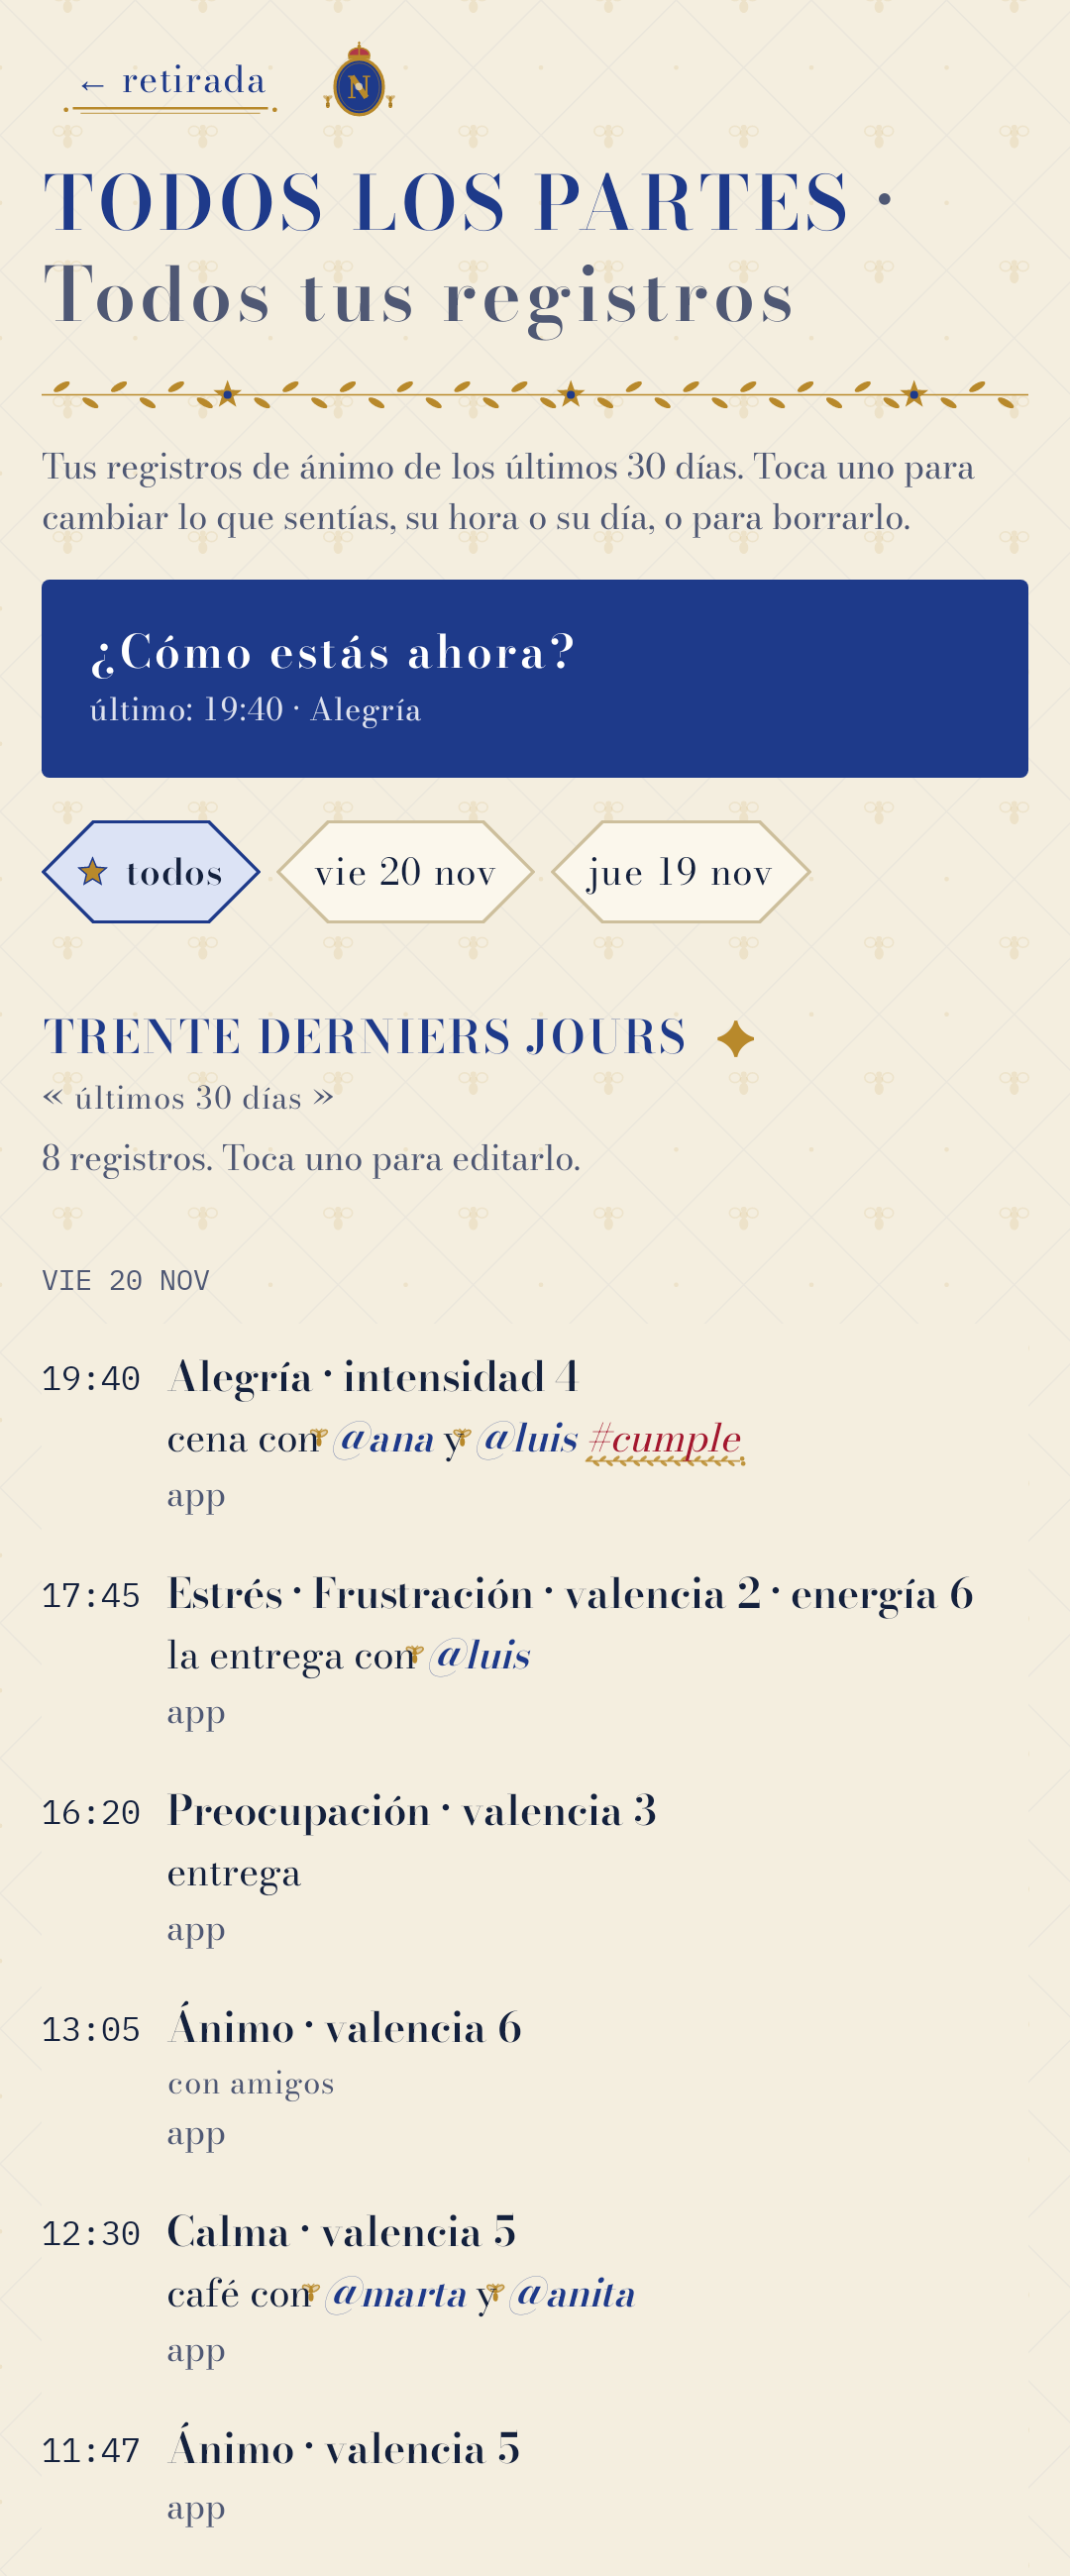 ← retirada
N
TODOS LOS PARTES ·
Todos tus registros
Tus registros de ánimo de los últimos 30 días. Toca uno para
cambiar lo que sentías, su hora o su día, o para borrarlo.
¿Cómo estás ahora?
último: 19:40 · Alegría
todos
vie 20 nov
jue 19 nov
TRENTE DERNIERS JOURS
« últimos 30 días »
8 registros. Toca uno para editarlo.
VIE 20 NOV
19:40 Alegría · intensidad 4
cena con @ana y @luis #cumple
app
17:45 Estrés · Frustración · valencia 2 · energía 6
la entrega con @luis
app
16:20 Preocupación · valencia 3
entrega
app
13:05 Ánimo · valencia 6
con amigos
app
12:30 Calma · valencia 5
café con @marta y @anita
app
11:47 Ánimo · valencia 5
app